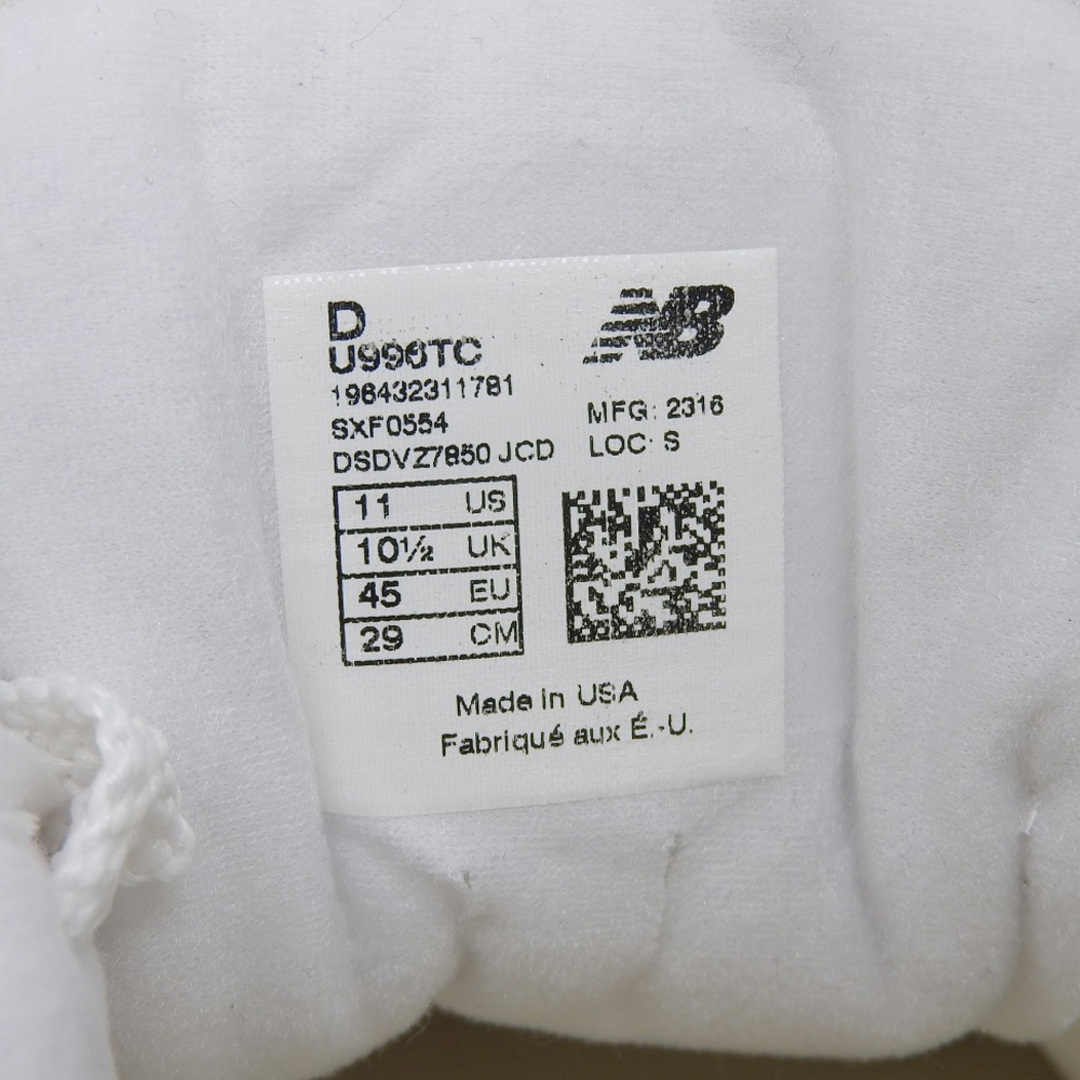 D
NB
U990TC
196432311781
SXF0554
MFG: 2316
DSDVZ7850 JCD
LOC: S
11 US
10½ UK
45 EU
29 CM
Made in USA
Fabriqué aux É.-U.